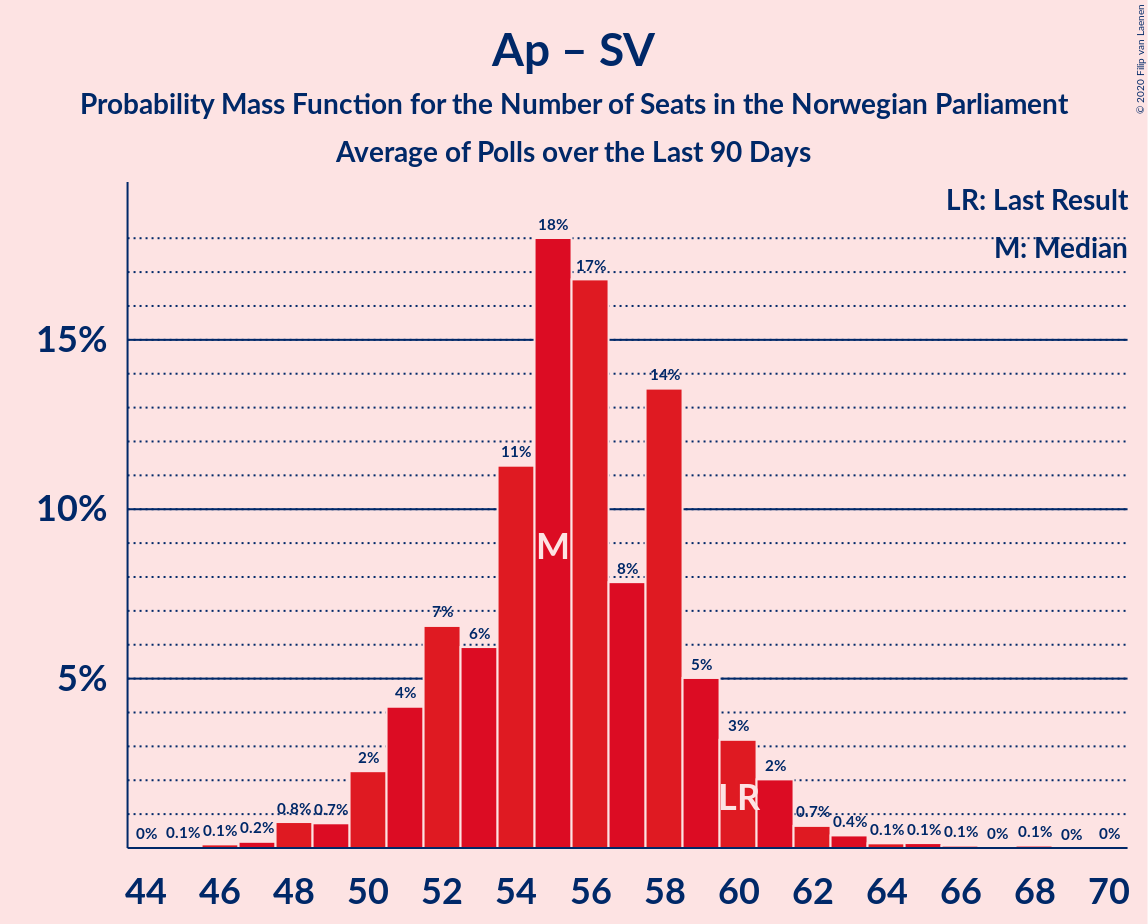 Ap – SV
Probability Mass Function for the Number of Seats in the Norwegian Parliament
Average of Polls over the Last 90 Days
© 2020 Filip van Laenen
LR: Last Result
M: Median
15%
10%
5%
0% 0.1% 0.1% 0.2% 0.8% 0.7% 2% 4% 7% 6% 11% 18% 17% 8% 14% 5% 3% 2% 0.7% 0.4% 0.1% 0.1% 0.1% 0% 0.1% 0% 0%
M
LR
44 46 48 50 52 54 56 58 60 62 64 66 68 70